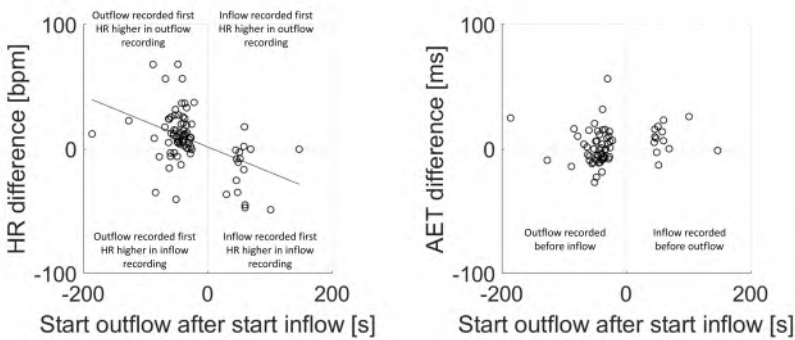 100
Outflow recorded first
HR higher in outflow
recording
Inflow recorded first
HR higher in outflow
recording
HR difference [bpm]
0
Outflow recorded first
HR higher in inflow
recording
Inflow recorded first
HR higher in inflow
recording
-100
-200
0
200
Start outflow after start inflow [s]
100
AET difference [ms]
0
Outflow recorded
before inflow
Inflow recorded
before outflow
-100
-200
0
200
Start outflow after start inflow [s]